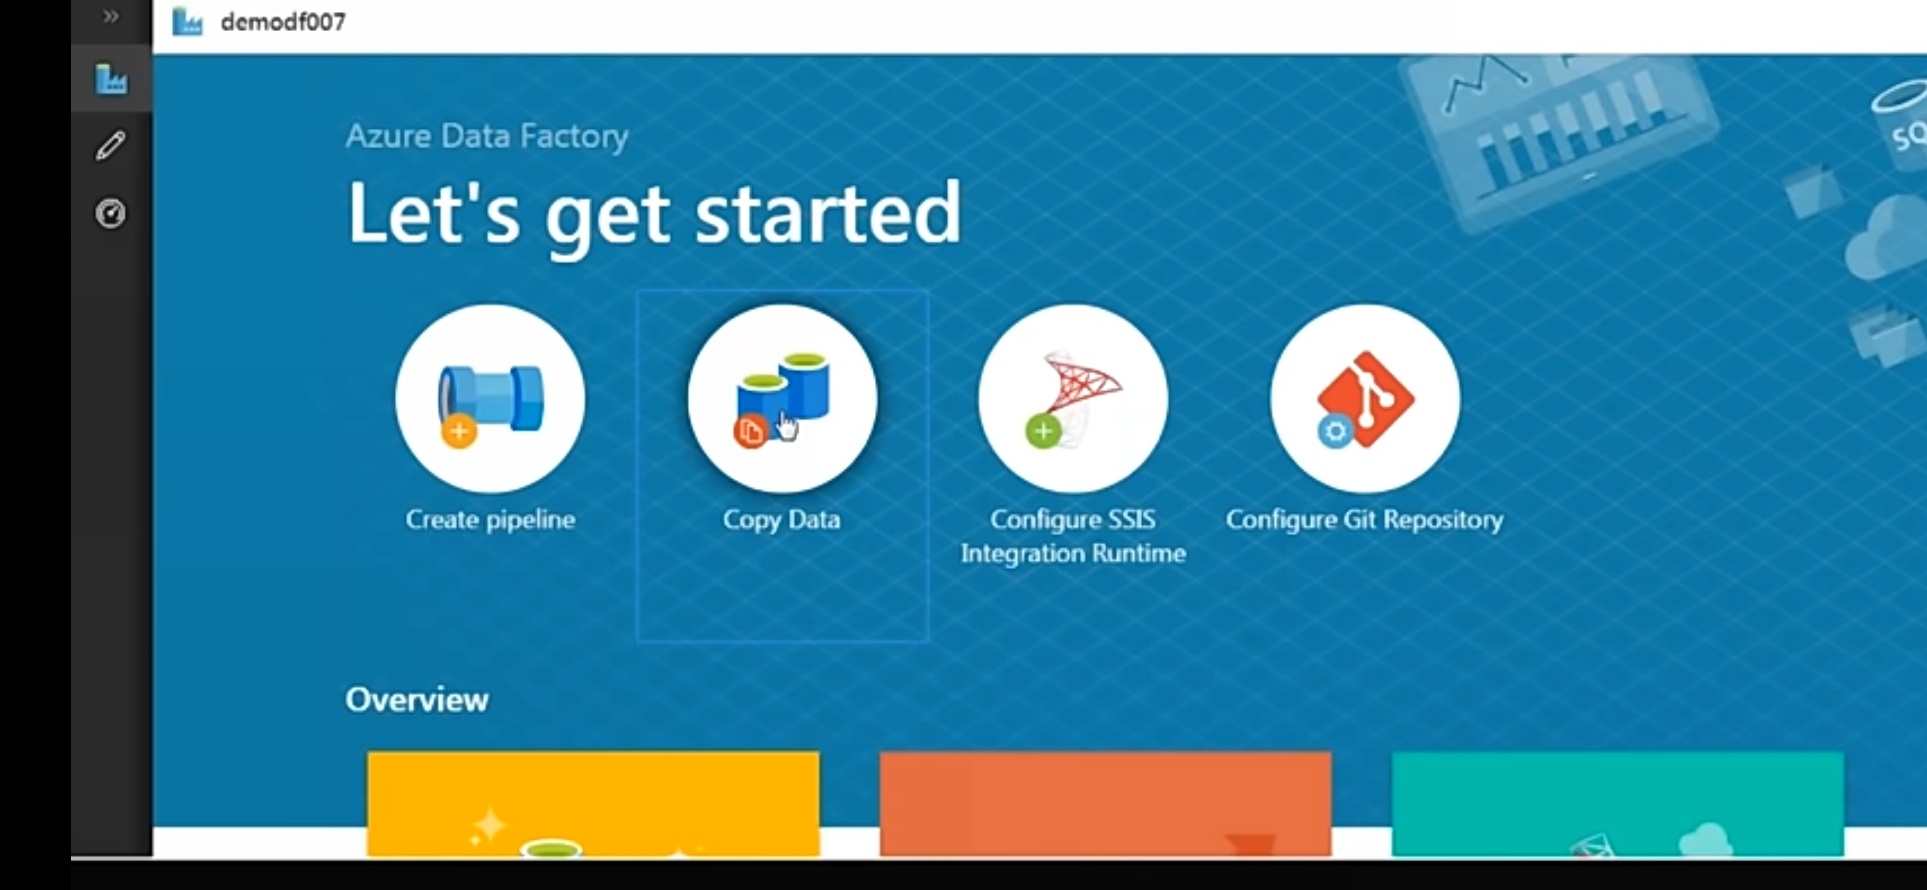 demodf007
Azure Data Factory
Let's get started
Create pipeline
Copy Data
Configure SSIS
Integration Runtime
Configure Git Repository
Overview